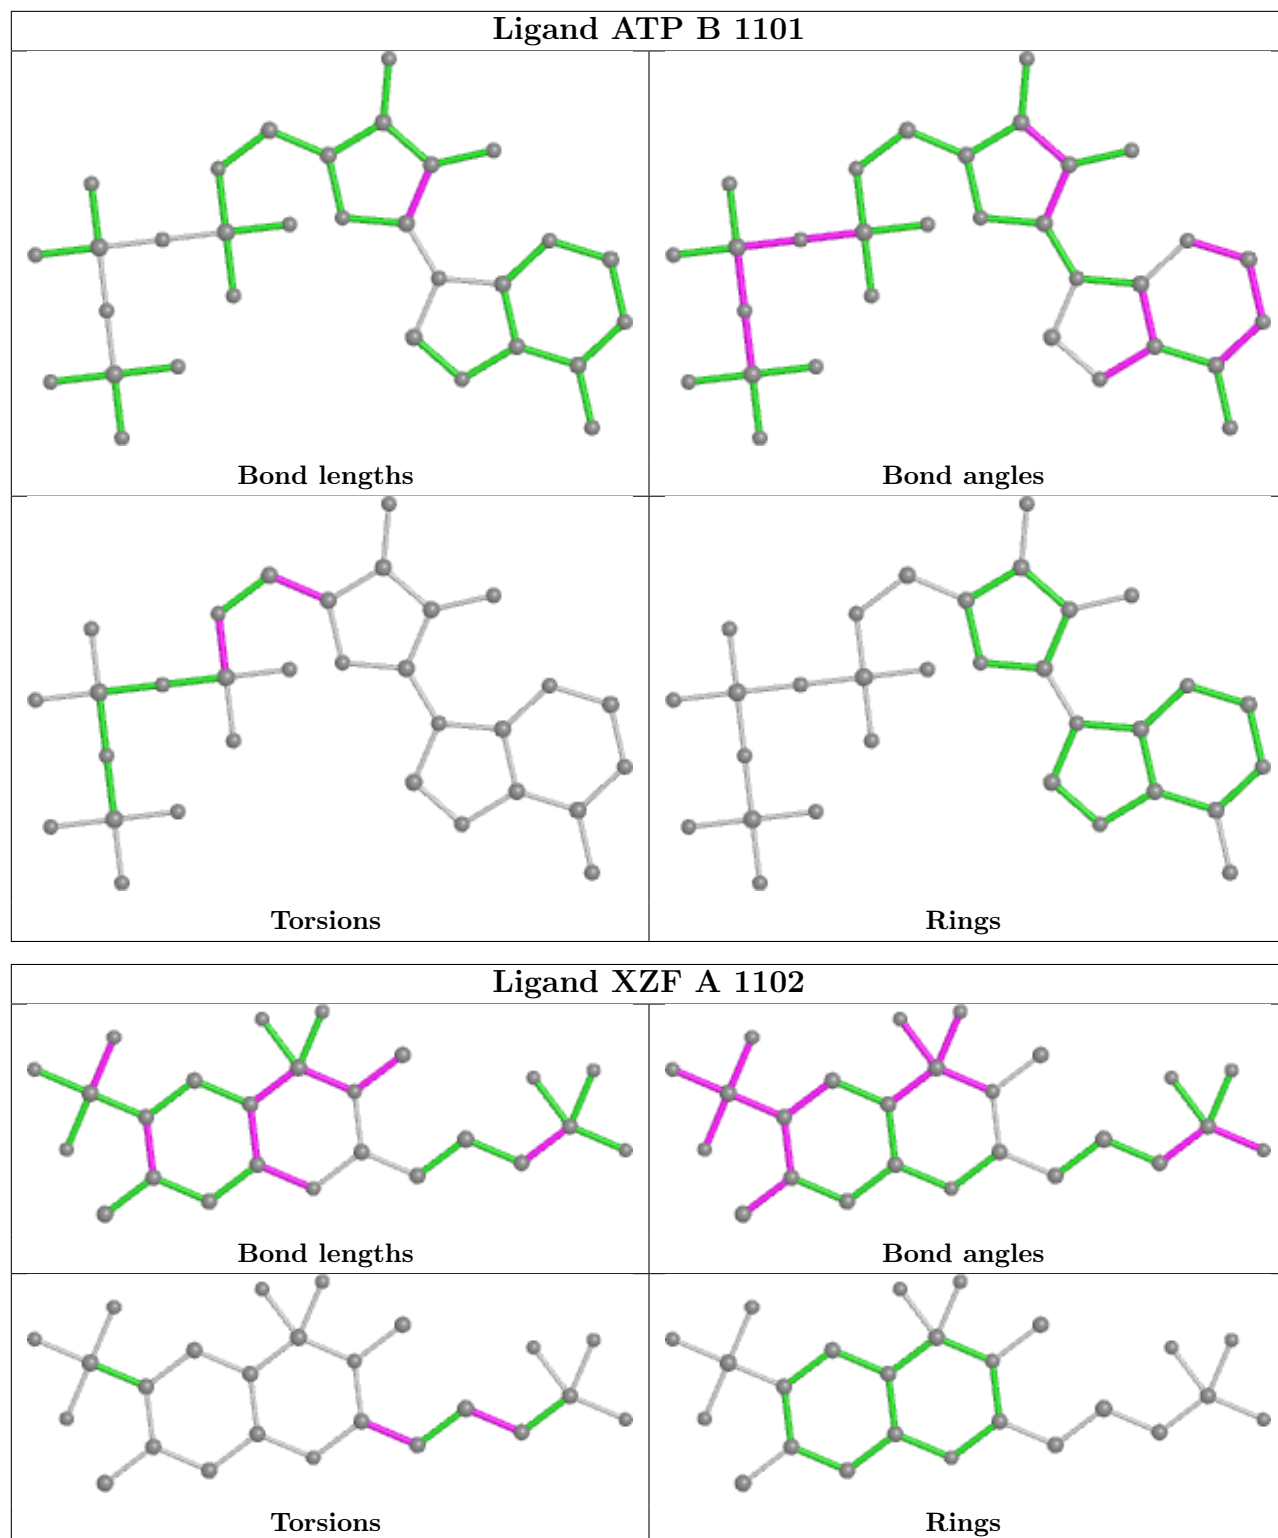 Ligand ATP B 1101
Bond lengths
Bond angles
Torsions
Rings
Ligand XZF A 1102
Bond lengths
Bond angles
Torsions
Rings